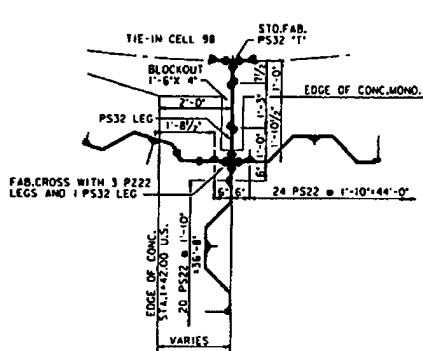 STD.FAB.
PS32 "T"
TIE-IN CELL 98
BLOCKOUT
1'-6"X 4"
7½"
1'-0"
EDGE OF CONC.MONO.
2'-0"
PS32 LEG
1'-3"
1'-10½"
1'-8½"
1'-0"
6"
FAB.CROSS WITH 3 PZ22
LEGS AND 1 PS32 LEG
6" 6"
24 PS22 @ 1'-10"=44'-0"
EDGE OF CONC.
STA.1+42.00 U.S.
20 PS22 @ 1'-10"
=36'-8"
VARIES